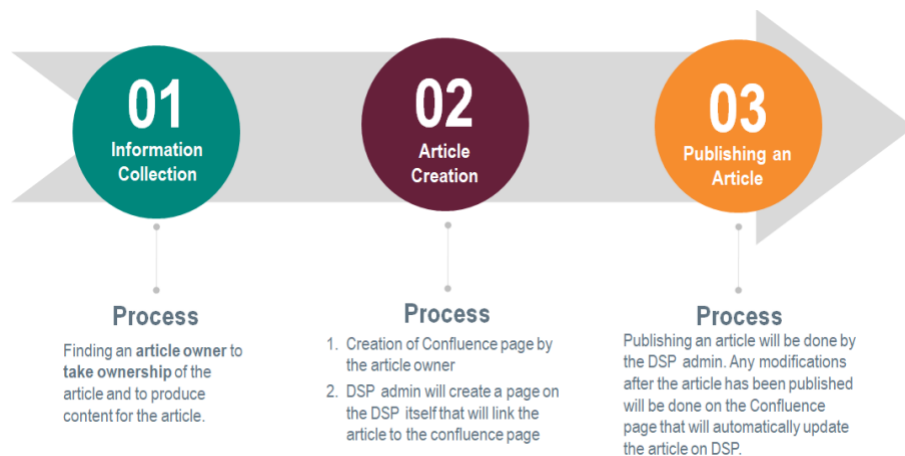 01
Information
Collection
02
Article
Creation
03
Publishing an
Article
Process
Finding an article owner to
take ownership of the
article and to produce
content for the article.
Process
1. Creation of Confluence page by
the article owner
2. DSP admin will create a page on
the DSP itself that will link the
article to the confluence page
Process
Publishing an article will be done by
the DSP admin. Any modifications
after the article has been published
will be done on the Confluence
page that will automatically update
the article on DSP.